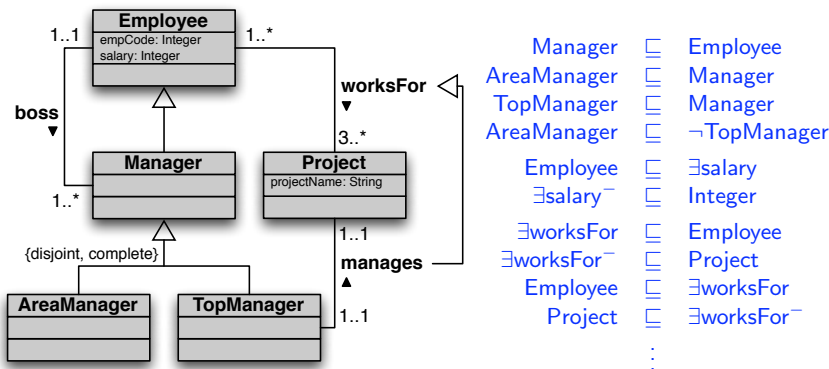 Employee
empCode: Integer
salary: Integer
1..1
1..*
boss
▼
worksFor
▼
3..*
1..*
Manager
Project
projectName: String
{disjoint, complete}
1..1
manages
▲
1..1
AreaManager
TopManager
Manager ⊑ Employee
AreaManager ⊑ Manager
TopManager ⊑ Manager
AreaManager ⊑ ¬TopManager
Employee ⊑ ∃salary
∃salary⁻ ⊑ Integer
∃worksFor ⊑ Employee
∃worksFor⁻ ⊑ Project
Employee ⊑ ∃worksFor
Project ⊑ ∃worksFor⁻
⋮